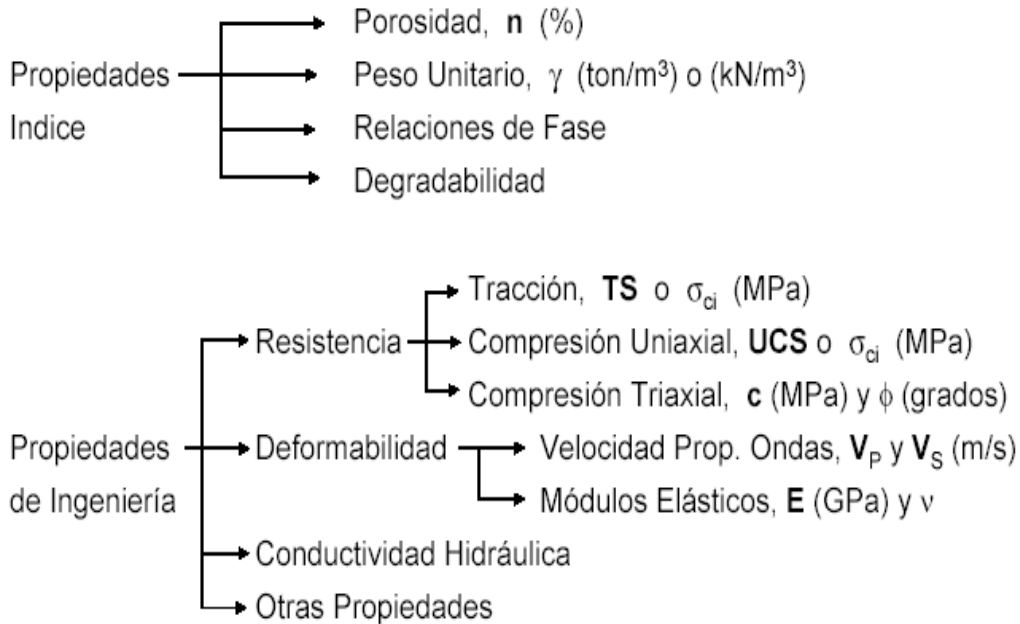 Porosidad, n (%)
Propiedades
Peso Unitario, γ (ton/m³) o (kN/m³)
Indice
Relaciones de Fase
Degradabilidad
Tracción, TS o σci (MPa)
Resistencia
Compresión Uniaxial, UCS o σci (MPa)
Compresión Triaxial, c (MPa) y ϕ (grados)
Propiedades
Deformabilidad
Velocidad Prop. Ondas, VP y VS (m/s)
de Ingeniería
Módulos Elásticos, E (GPa) y ν
Conductividad Hidráulica
Otras Propiedades